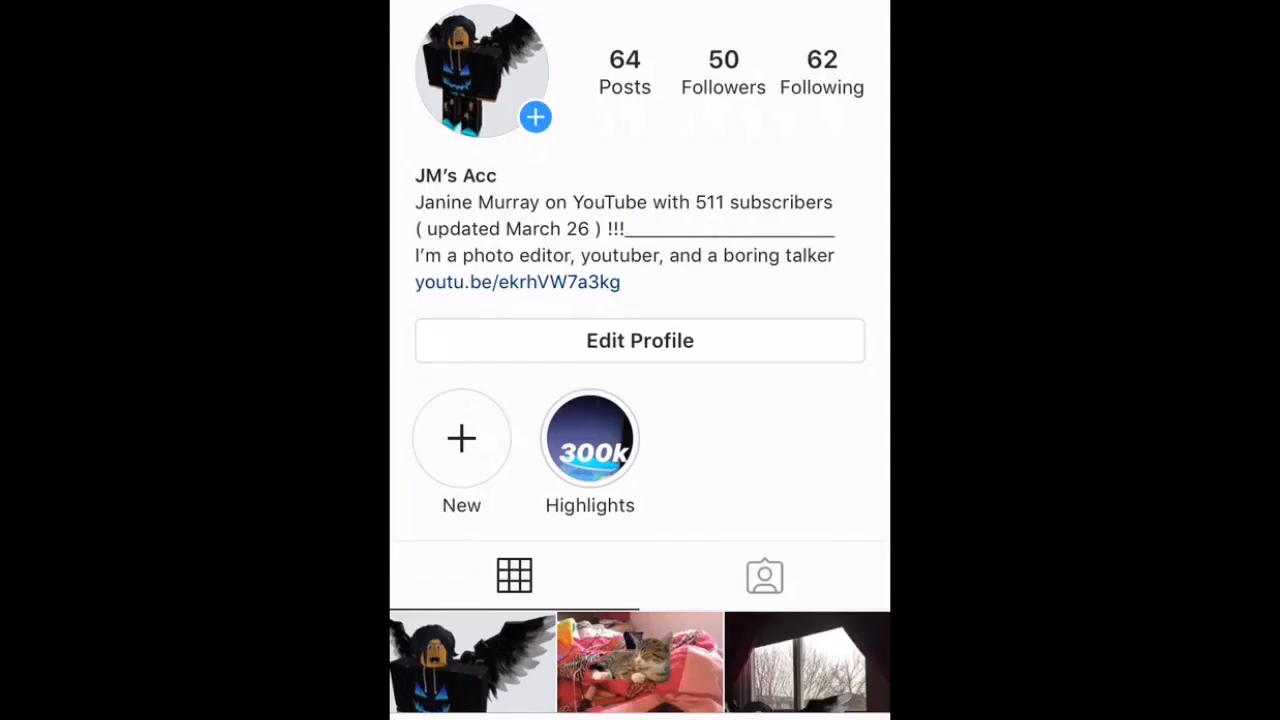 64 50 62
Posts Followers Following
JM’s Acc
Janine Murray on YouTube with 511 subscribers
( updated March 26 ) !!!______________________
I’m a photo editor, youtuber, and a boring talker
youtu.be/ekrhVW7a3kg
Edit Profile
300k
New Highlights